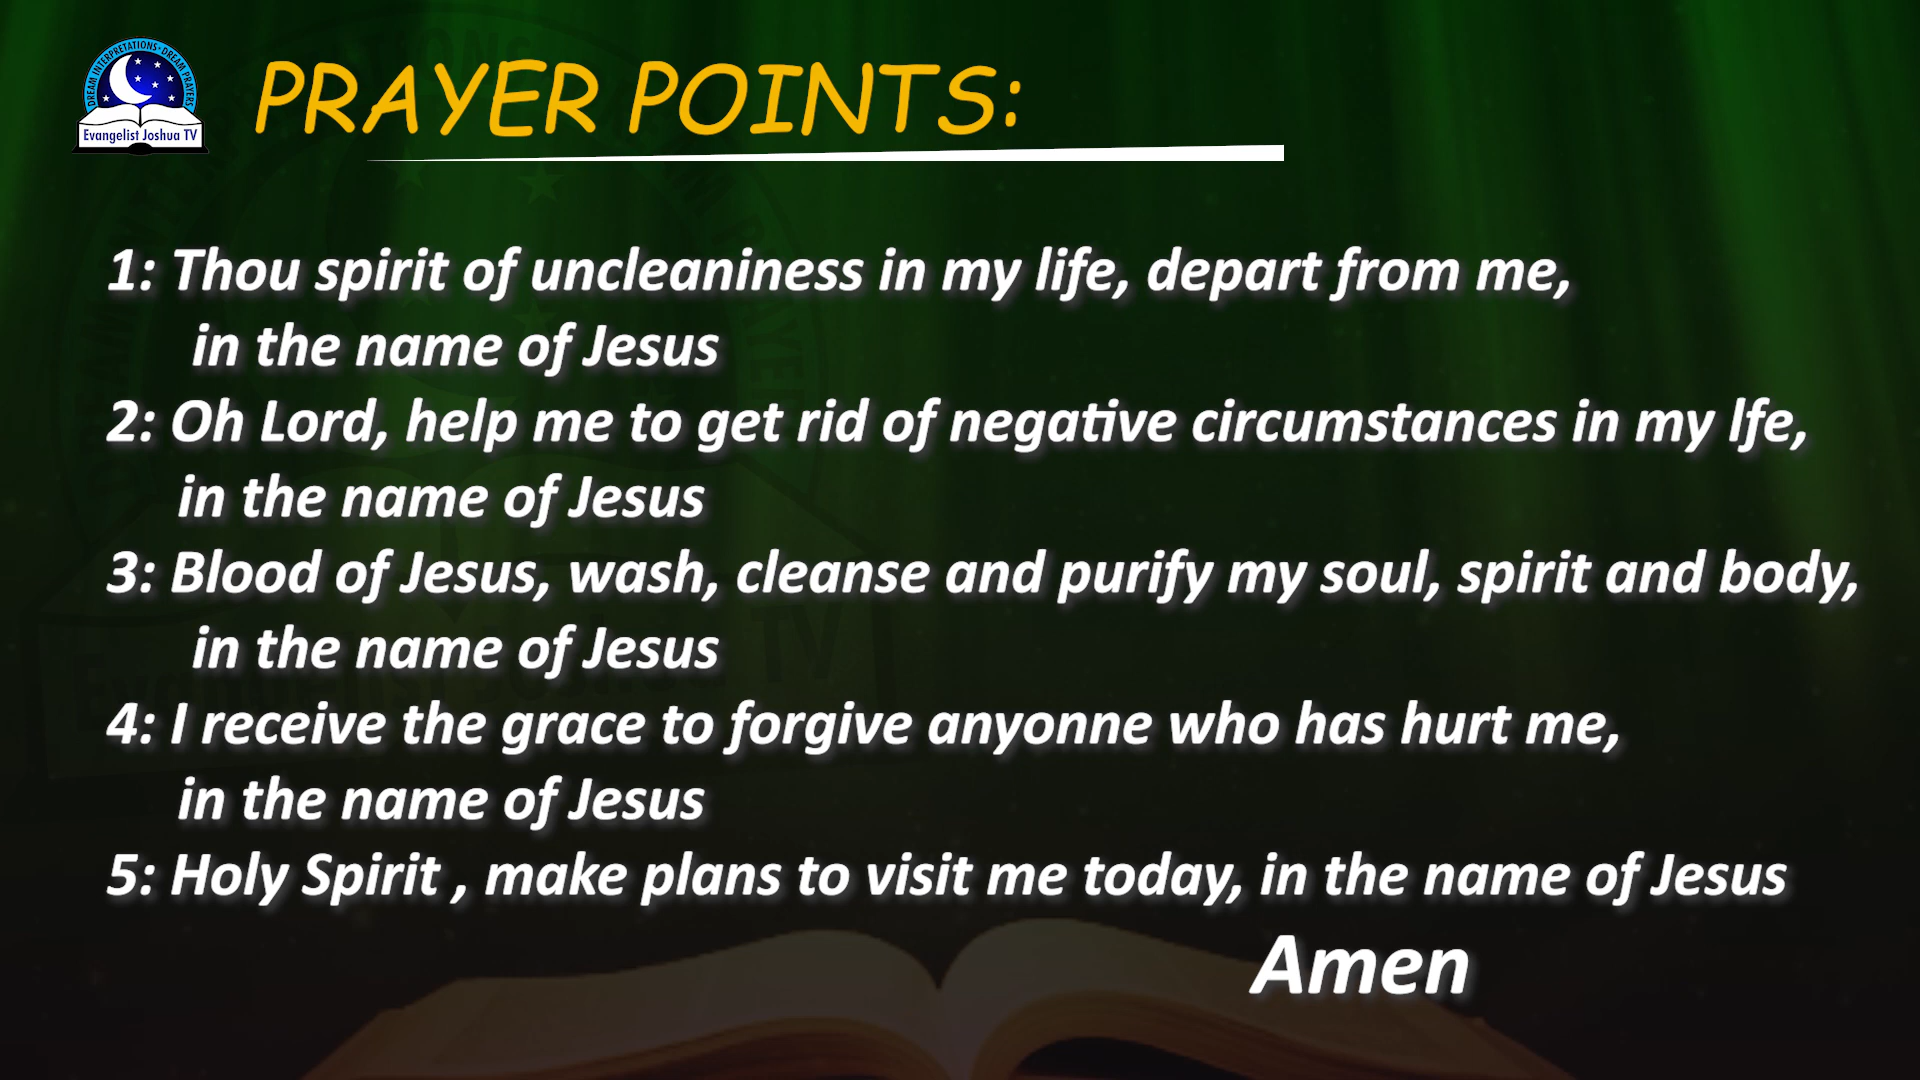 DREAM INTERPRETATIONS · DREAM PRAYERS
Evangelist Joshua TV
PRAYER POINTS:
1: Thou spirit of uncleaniness in my life, depart from me,
in the name of Jesus
2: Oh Lord, help me to get rid of negative circumstances in my lfe,
in the name of Jesus
3: Blood of Jesus, wash, cleanse and purify my soul, spirit and body,
in the name of Jesus
4: I receive the grace to forgive anyonne who has hurt me,
in the name of Jesus
5: Holy Spirit , make plans to visit me today, in the name of Jesus
Amen